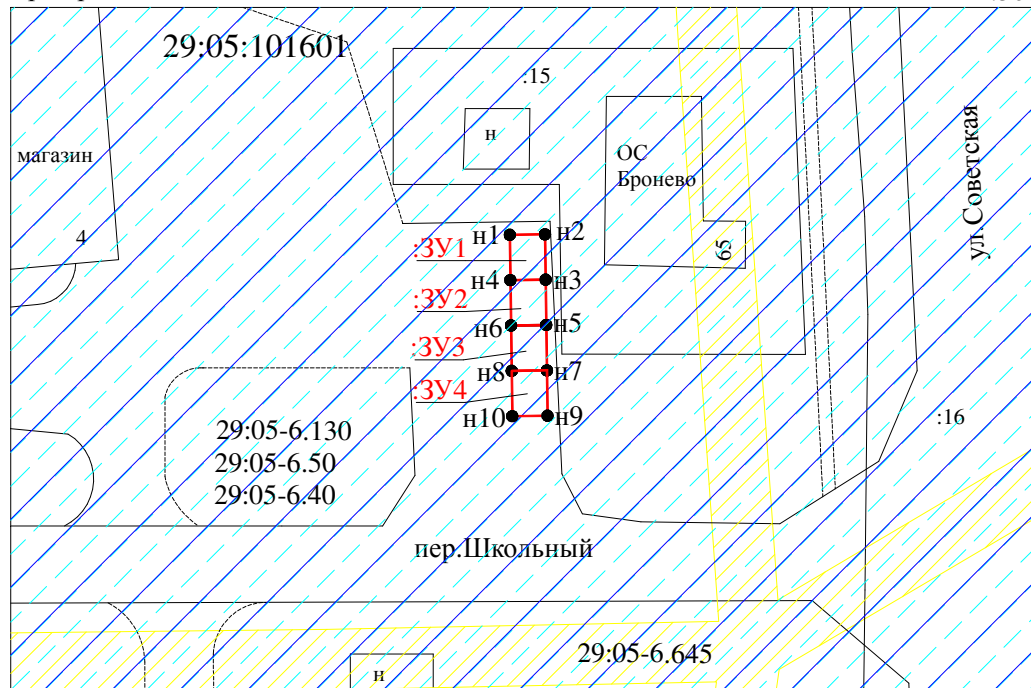 29:05:101601
:15
н
магазин
ОС
Бронево
ул.Советская
4
65
н1
н2
:ЗУ1
н4
н3
:ЗУ2
н6
н5
:ЗУ3
н8
н7
:ЗУ4
н10
н9
:16
29:05-6.130
29:05-6.50
29:05-6.40
пер.Школьный
29:05-6.645
н